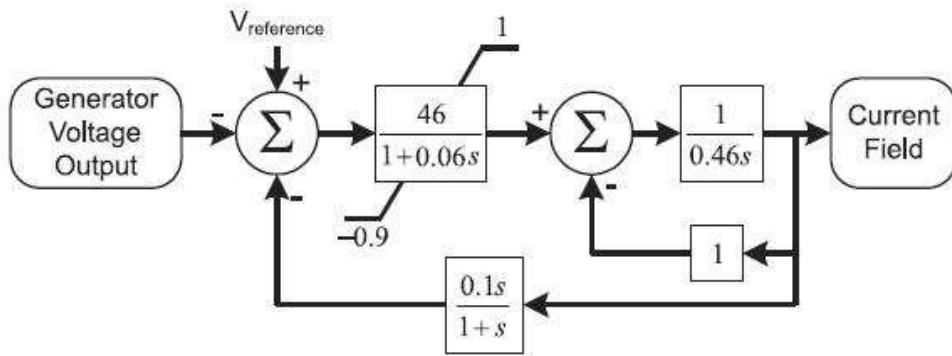 V_reference
Generator
Voltage
Output
-
+
Σ
-
46
1+0.06s
1
−0.9
+
Σ
-
1
0.46s
Current
Field
1
0.1s
1+s